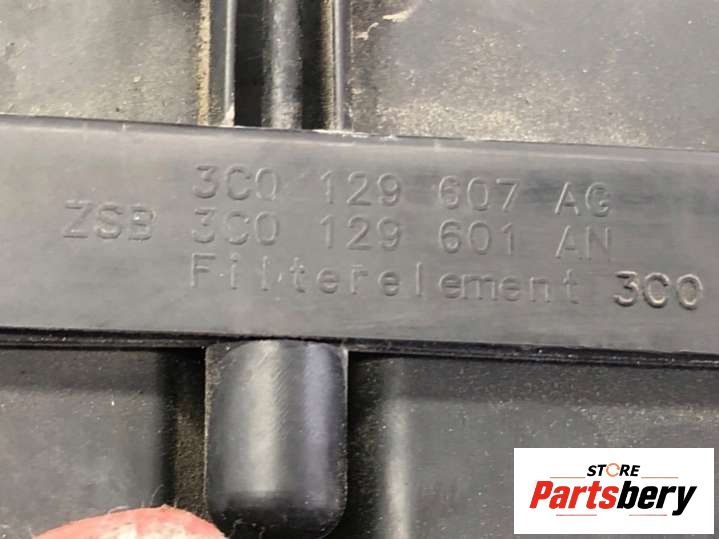 3C0 129 607 AG
ZSB 3C0 129 601 AN
Filterelement 3C0
STORE
Partsbery